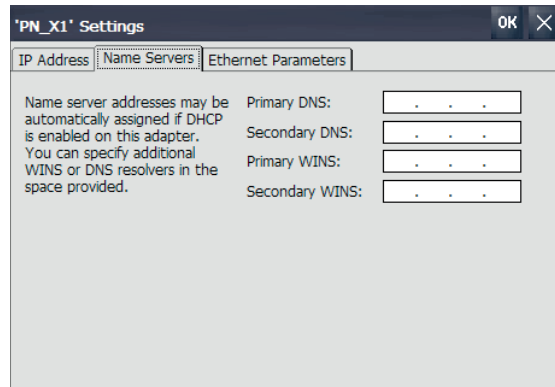 'PN_X1' Settings OK
IP Address Name Servers Ethernet Parameters
Name server addresses may be
automatically assigned if DHCP
is enabled on this adapter.
You can specify additional
WINS or DNS resolvers in the
space provided.
Primary DNS: . . .
Secondary DNS: . . .
Primary WINS: . . .
Secondary WINS: . . .